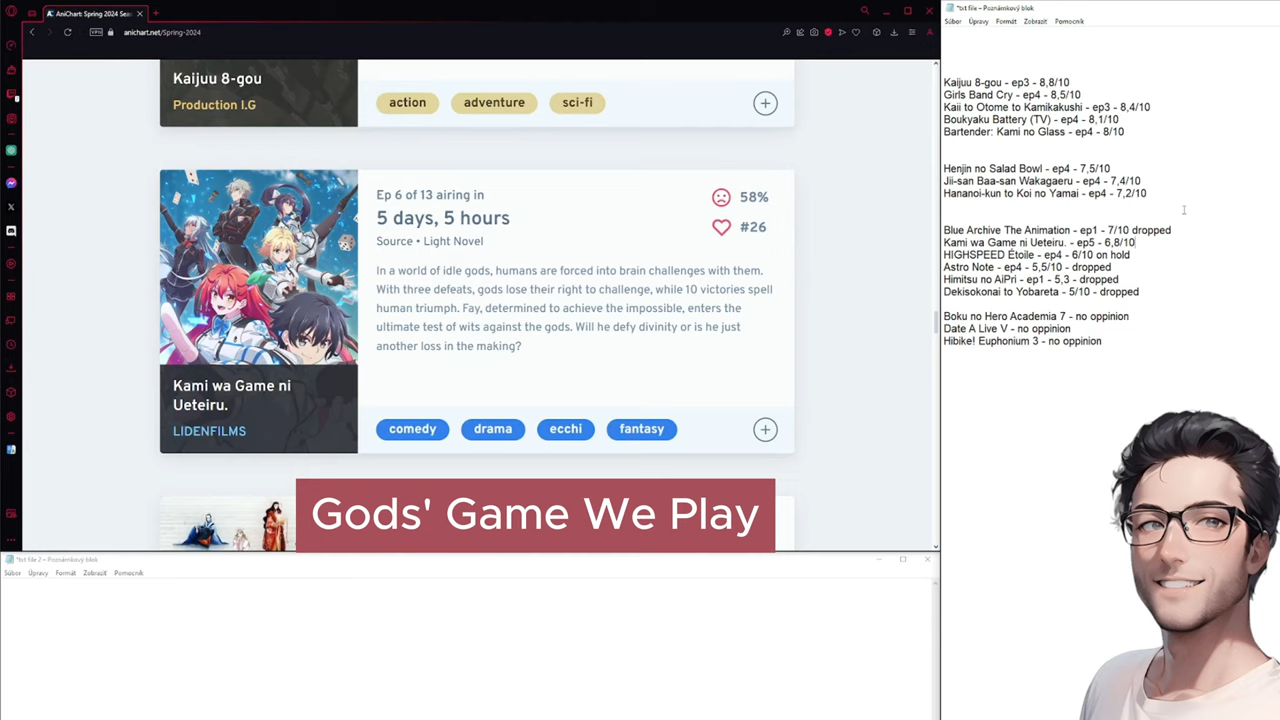 AniChart: Spring 2024 Sea
anichart.net/Spring-2024
VPN
Kaijuu 8-gou
Production I.G
action
adventure
sci-fi
Ep 6 of 13 airing in
5 days, 5 hours
Source • Light Novel
58%
#26
In a world of idle gods, humans are forced into brain challenges with them.
With three defeats, gods lose their right to challenge, while 10 victories spell
human triumph. Fay, determined to achieve the impossible, enters the
ultimate test of wits against the gods. Will he defy divinity or is he just
another loss in the making?
Kami wa Game ni
Ueteiru.
LIDENFILMS
comedy
drama
ecchi
fantasy
Gods' Game We Play
*txt file 2 – Poznámkový blok
Súbor Úpravy Formát Zobraziť Pomocník
*txt file – Poznámkový blok
Súbor Úpravy Formát Zobraziť Pomocník
Kaijuu 8-gou - ep3 - 8,8/10
Girls Band Cry - ep4 - 8,5/10
Kaii to Otome to Kamikakushi - ep3 - 8,4/10
Boukyaku Battery (TV) - ep4 - 8,1/10
Bartender: Kami no Glass - ep4 - 8/10
Henjin no Salad Bowl - ep4 - 7,5/10
Jii-san Baa-san Wakagaeru - ep4 - 7,4/10
Hananoi-kun to Koi no Yamai - ep4 - 7,2/10
Blue Archive The Animation - ep1 - 7/10 dropped
Kami wa Game ni Ueteiru. - ep5 - 6,8/10
HIGHSPEED Étoile - ep4 - 6/10 on hold
Astro Note - ep4 - 5,5/10 - dropped
Himitsu no AiPri - ep1 - 5,3 - dropped
Dekisokonai to Yobareta - 5/10 - dropped
Boku no Hero Academia 7 - no oppinion
Date A Live V - no oppinion
Hibike! Euphonium 3 - no oppinion